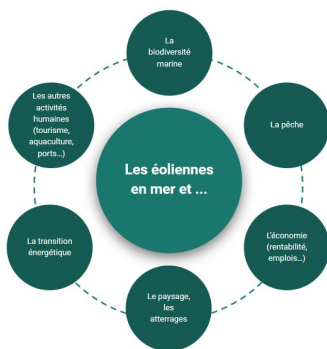 La
biodiversité
marine
Les autres
activités
humaines
(tourisme,
aquaculture,
ports...)
La pêche
Les éoliennes
en mer et ...
La transition
énergétique
L'économie
(rentabilité,
emplois...)
Le paysage,
les
atterrages